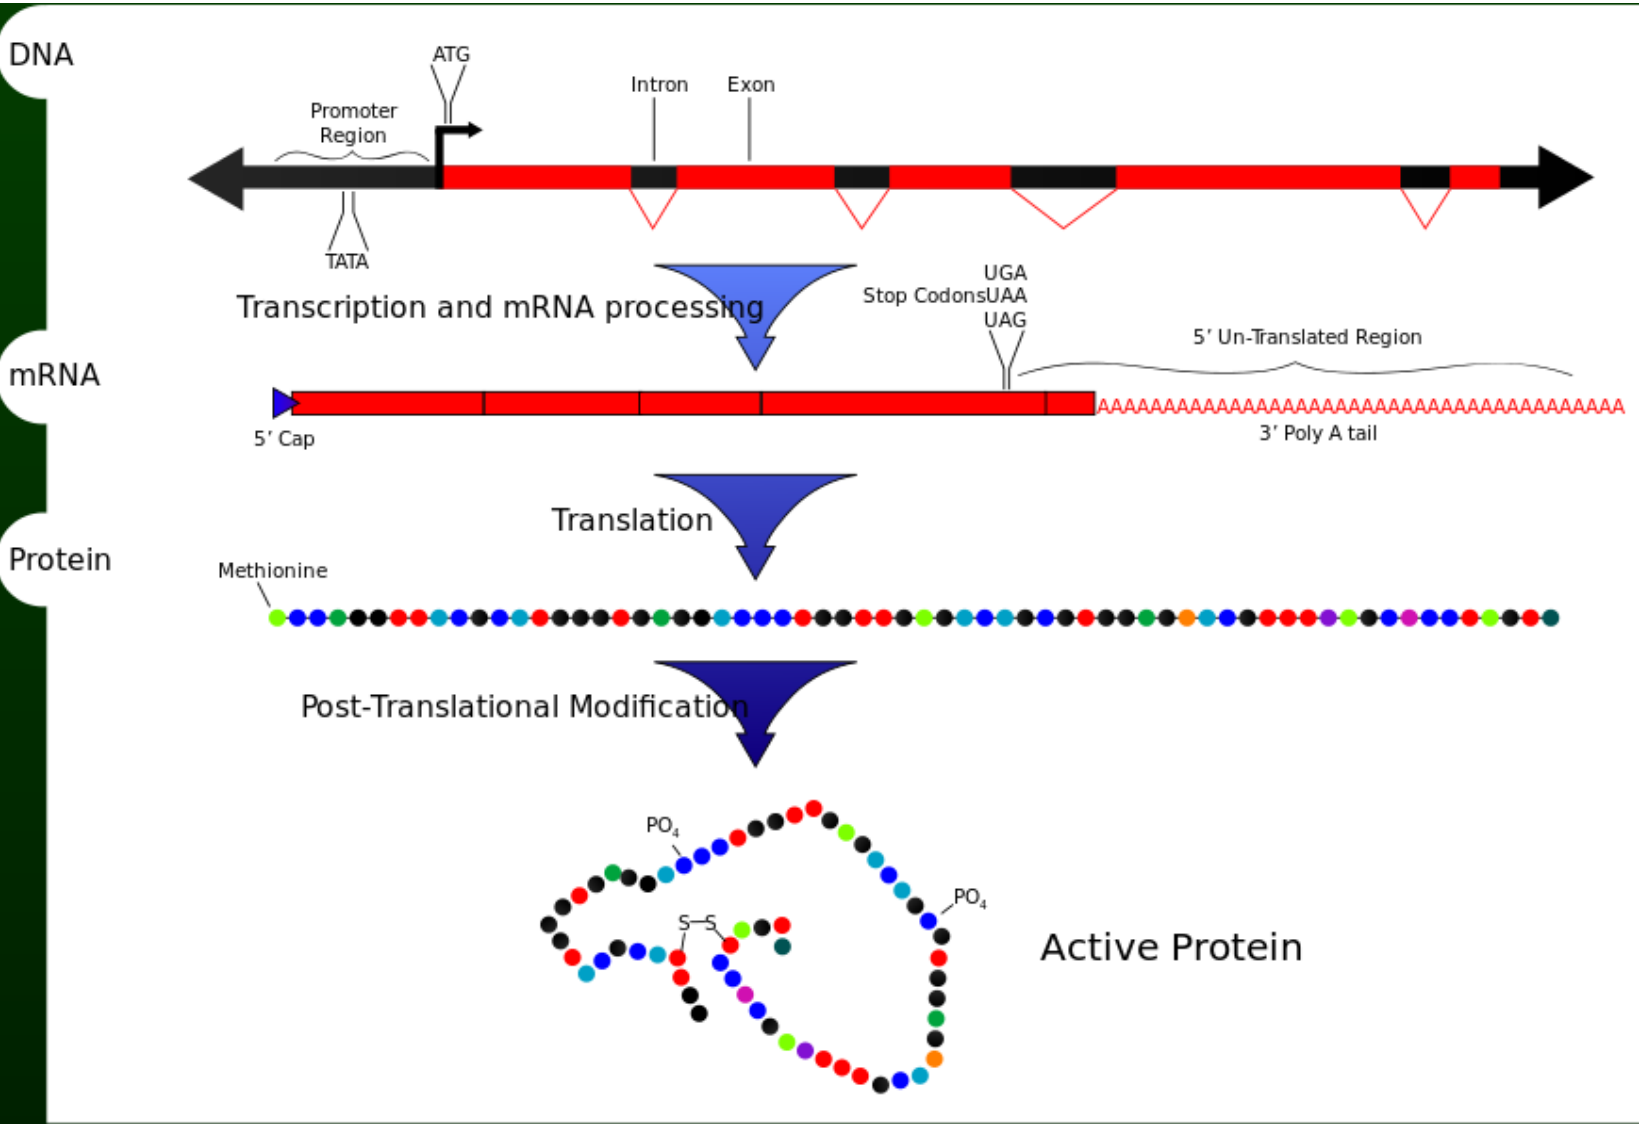 DNA
ATG
Intron
Exon
Promoter
Region
TATA
Transcription and mRNA processing
UGA
Stop CodonsUAA
UAG
5’ Un-Translated Region
mRNA
AAAAAAAAAAAAAAAAAAAAAAAAAAAAAAAAAAAAAAAA
5’ Cap
3’ Poly A tail
Translation
Protein
Methionine
Post-Translational Modification
PO4
PO4
S
S
Active Protein